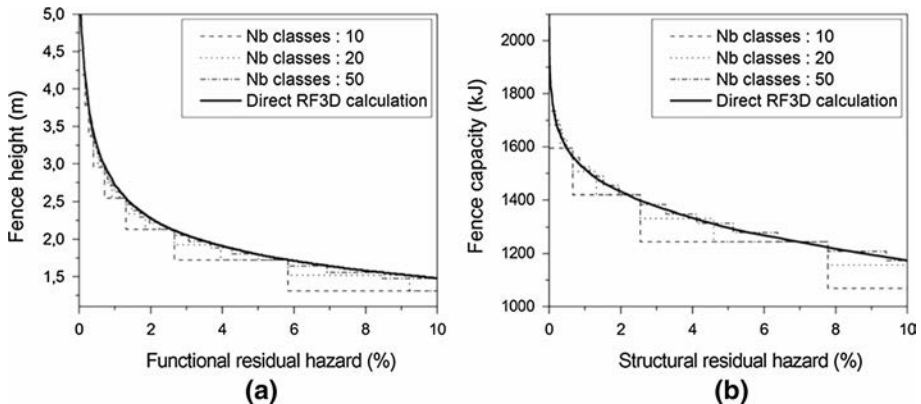 5,0
4,5
4,0
3,5
3,0
2,5
2,0
1,5
Fence height (m)
Nb classes : 10
Nb classes : 20
Nb classes : 50
Direct RF3D calculation
0 2 4 6 8 10
Functional residual hazard (%)
(a)
2000
1800
1600
1400
1200
1000
Fence capacity (kJ)
Nb classes : 10
Nb classes : 20
Nb classes : 50
Direct RF3D calculation
0 2 4 6 8 10
Structural residual hazard (%)
(b)